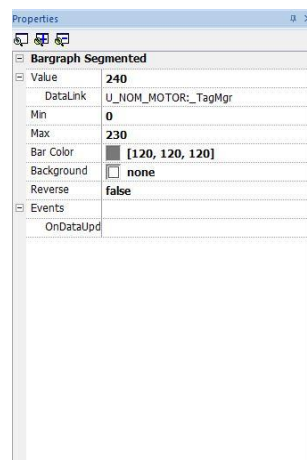 Properties
Bargraph Segmented
Value 240
DataLink U_NOM_MOTOR:_TagMgr
Min 0
Max 230
Bar Color [120, 120, 120]
Background none
Reverse false
Events
OnDataUpd